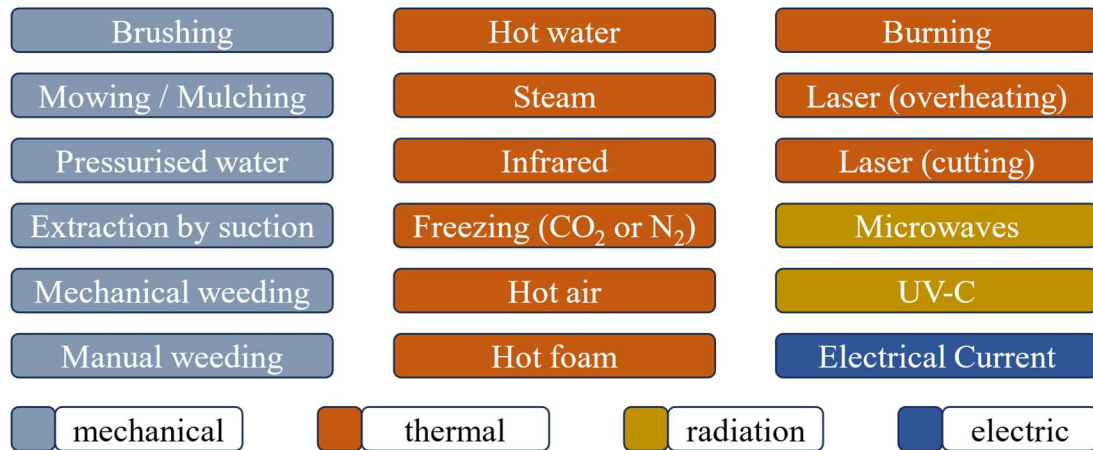 Brushing
Hot water
Burning
Mowing / Mulching
Steam
Laser (overheating)
Pressurised water
Infrared
Laser (cutting)
Extraction by suction
Freezing (CO₂ or N₂)
Microwaves
Mechanical weeding
Hot air
UV-C
Manual weeding
Hot foam
Electrical Current
mechanical
thermal
radiation
electric